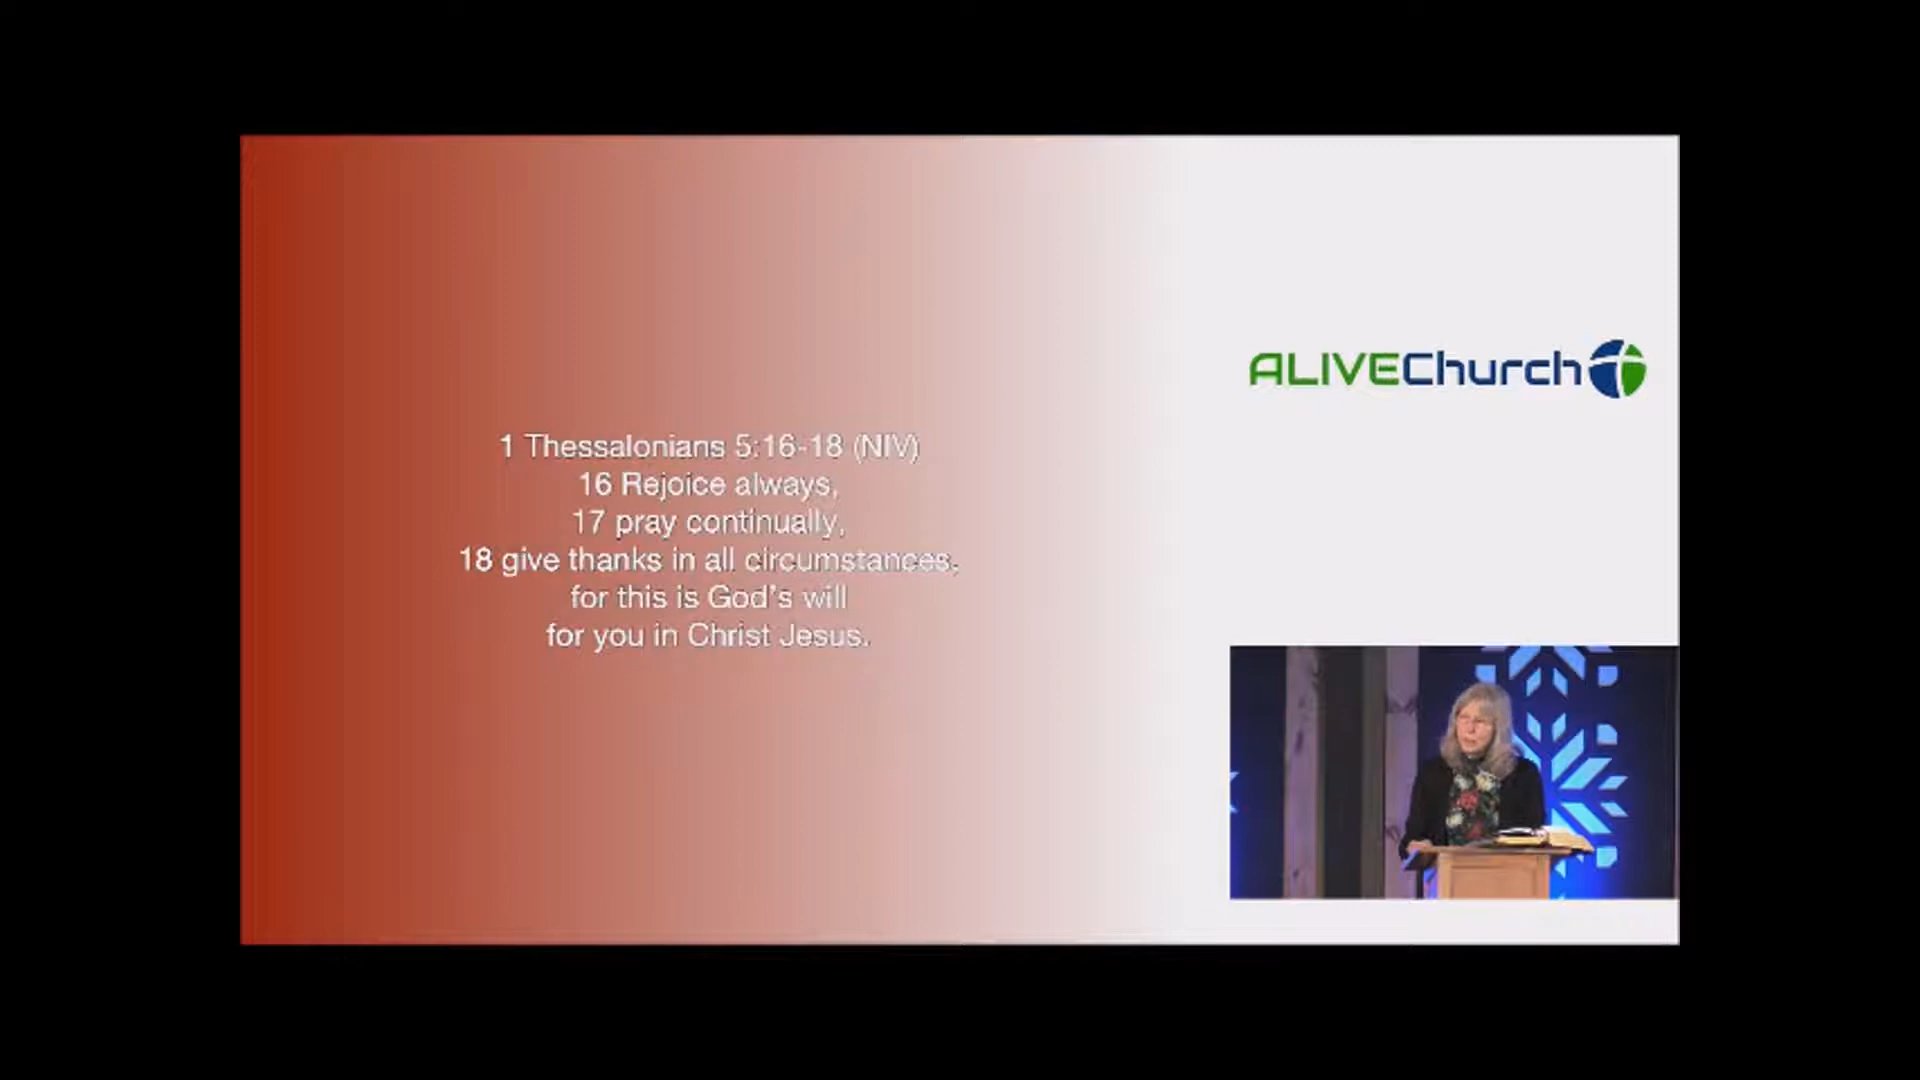 1 Thessalonians 5:16-18 (NIV)
16 Rejoice always,
17 pray continually,
18 give thanks in all circumstances,
for this is God's will
for you in Christ Jesus.
ALIVEChurch